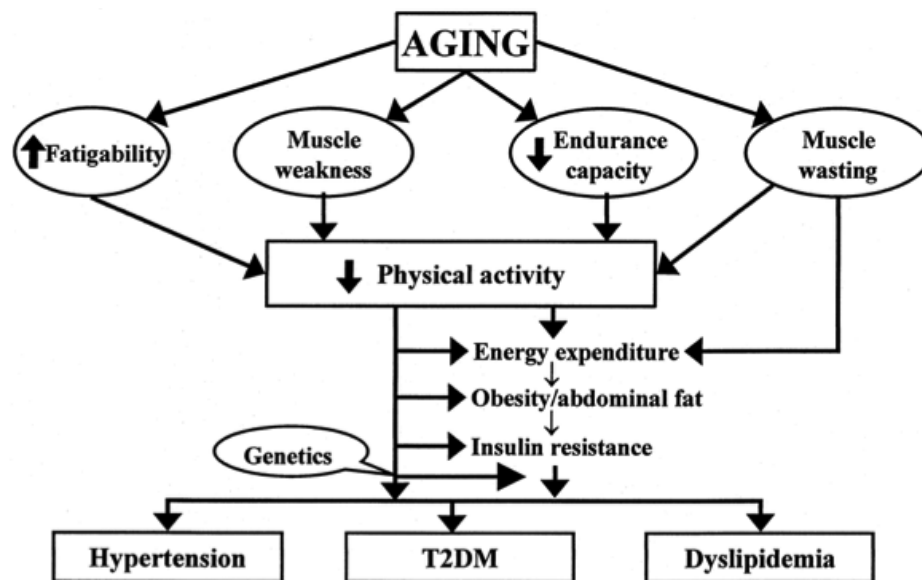 AGING
Fatigability
Muscle
weakness
Endurance
capacity
Muscle
wasting
Physical activity
Energy expenditure
Obesity/abdominal fat
Insulin resistance
Genetics
Hypertension
T2DM
Dyslipidemia